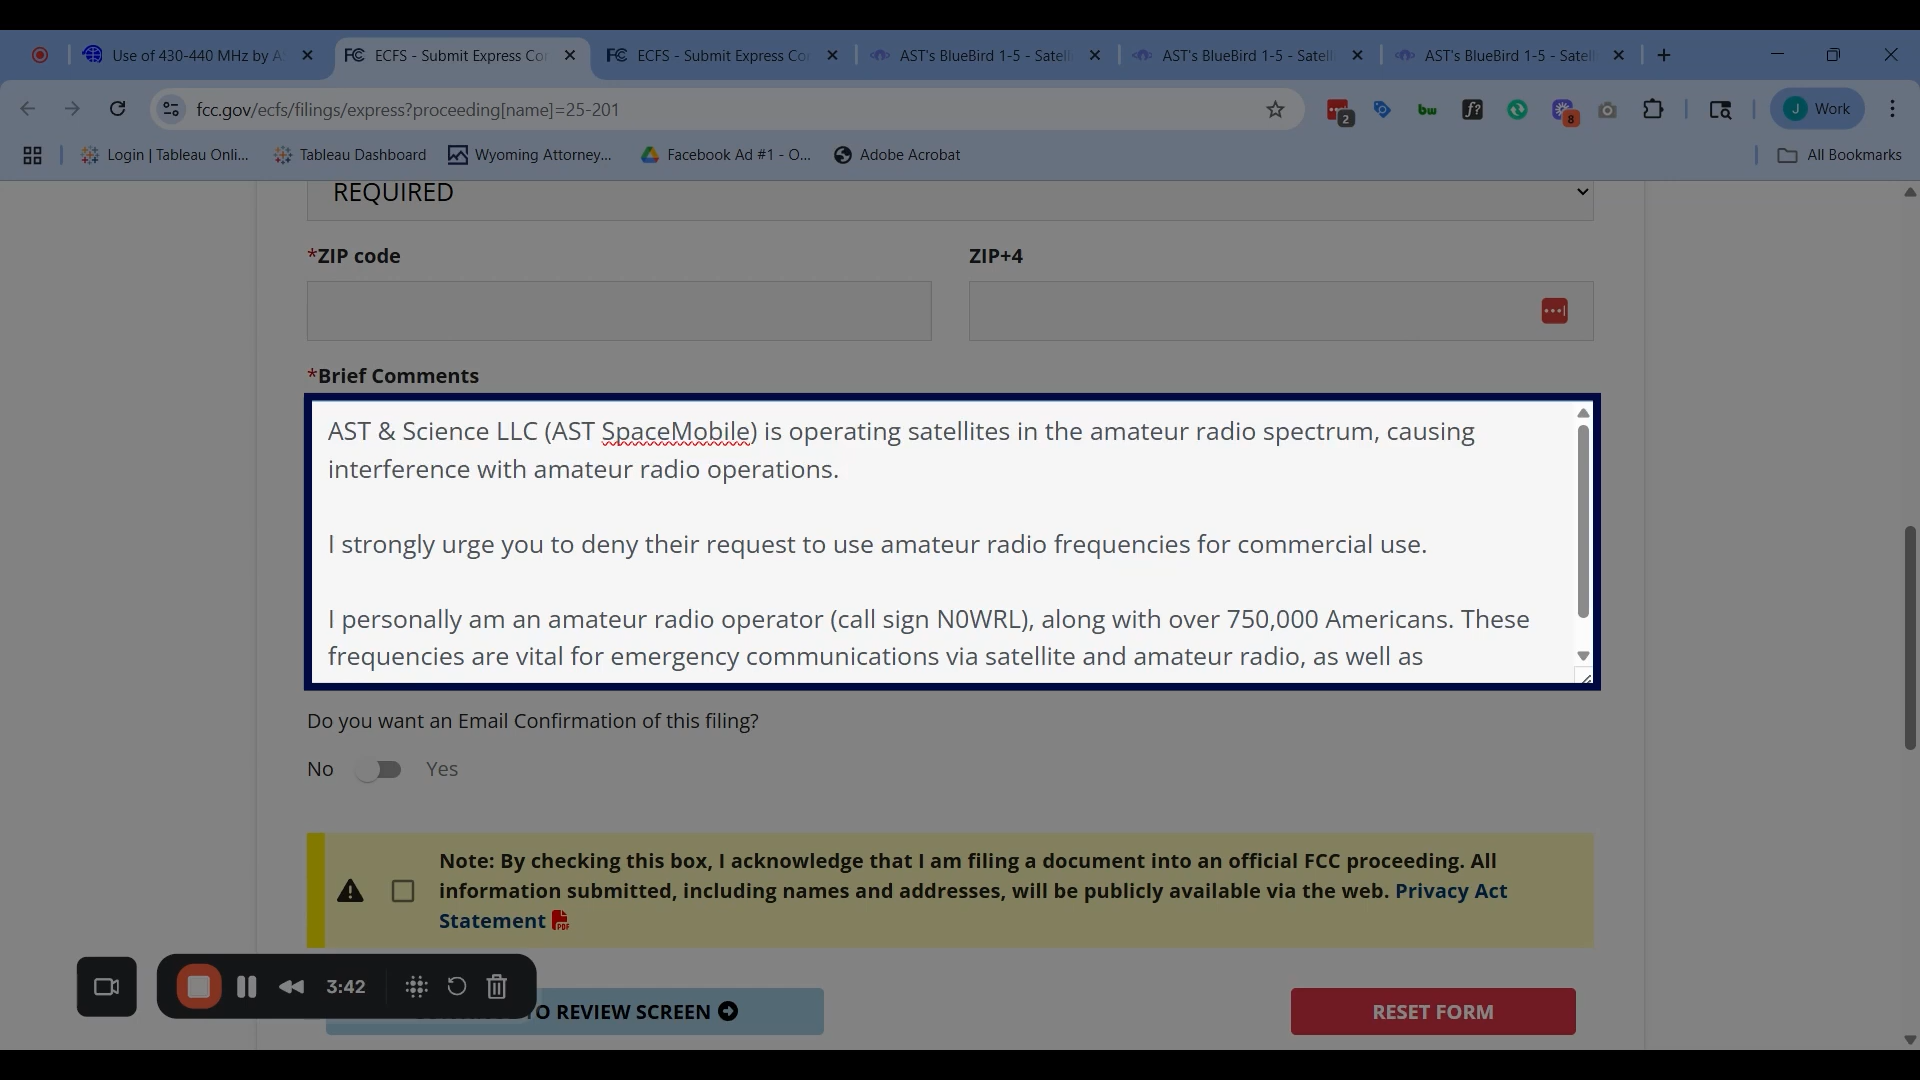 Use of 430-440 MHz by A
ECFS - Submit Express Co
ECFS - Submit Express Co
AST's BlueBird 1-5 - Satell
AST's BlueBird 1-5 - Satell
AST's BlueBird 1-5 - Satell
fcc.gov/ecfs/filings/express?proceeding[name]=25-201
2
bw
f?
8
J Work
Login | Tableau Onli...
Tableau Dashboard
Wyoming Attorney...
Facebook Ad #1 - O...
Adobe Acrobat
All Bookmarks
REQUIRED
*ZIP code
ZIP+4
*Brief Comments
AST & Science LLC (AST SpaceMobile) is operating satellites in the amateur radio spectrum, causing
interference with amateur radio operations.
I strongly urge you to deny their request to use amateur radio frequencies for commercial use.
I personally am an amateur radio operator (call sign N0WRL), along with over 750,000 Americans. These
frequencies are vital for emergency communications via satellite and amateur radio, as well as
Do you want an Email Confirmation of this filing?
No
Yes
Note: By checking this box, I acknowledge that I am filing a document into an official FCC proceeding. All
information submitted, including names and addresses, will be publicly available via the web. Privacy Act
Statement
PDF
3:42
O REVIEW SCREEN
RESET FORM